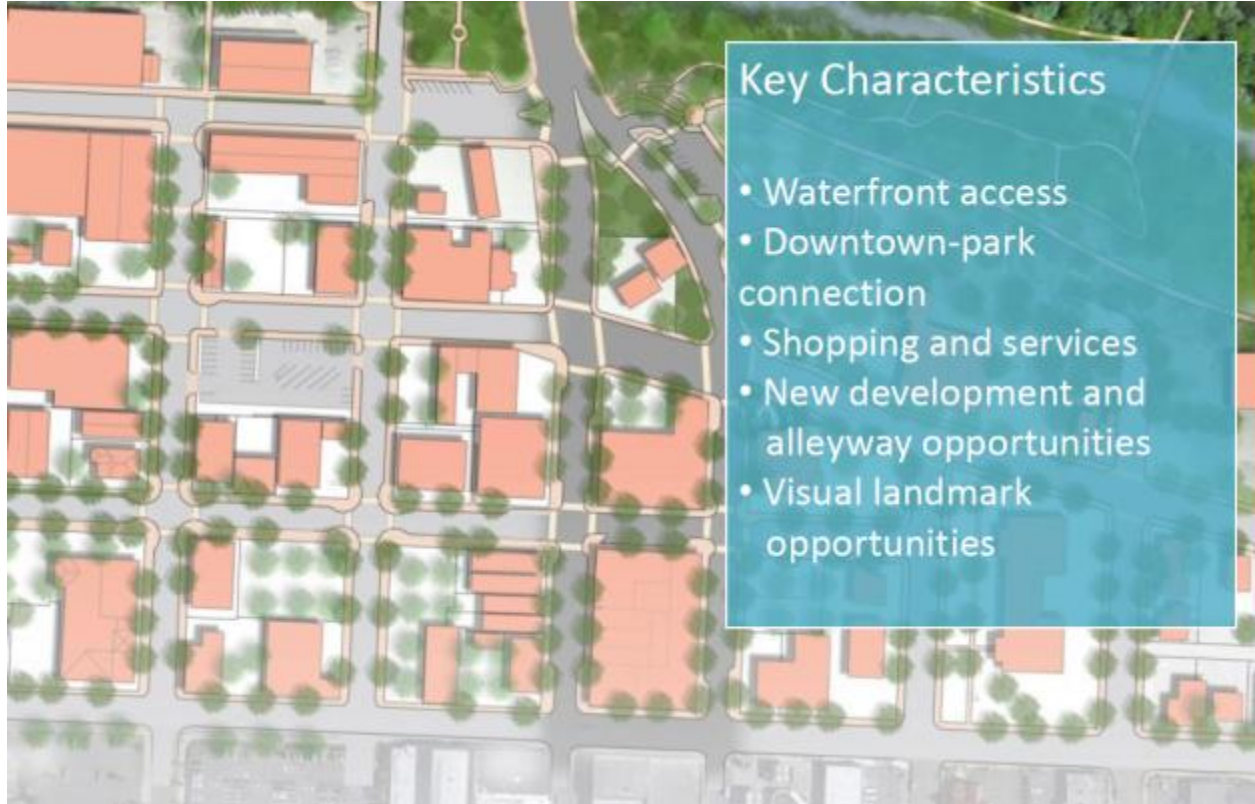 Key Characteristics
• Waterfront access
• Downtown-park
connection
• Shopping and services
• New development and
alleyway opportunities
• Visual landmark
opportunities